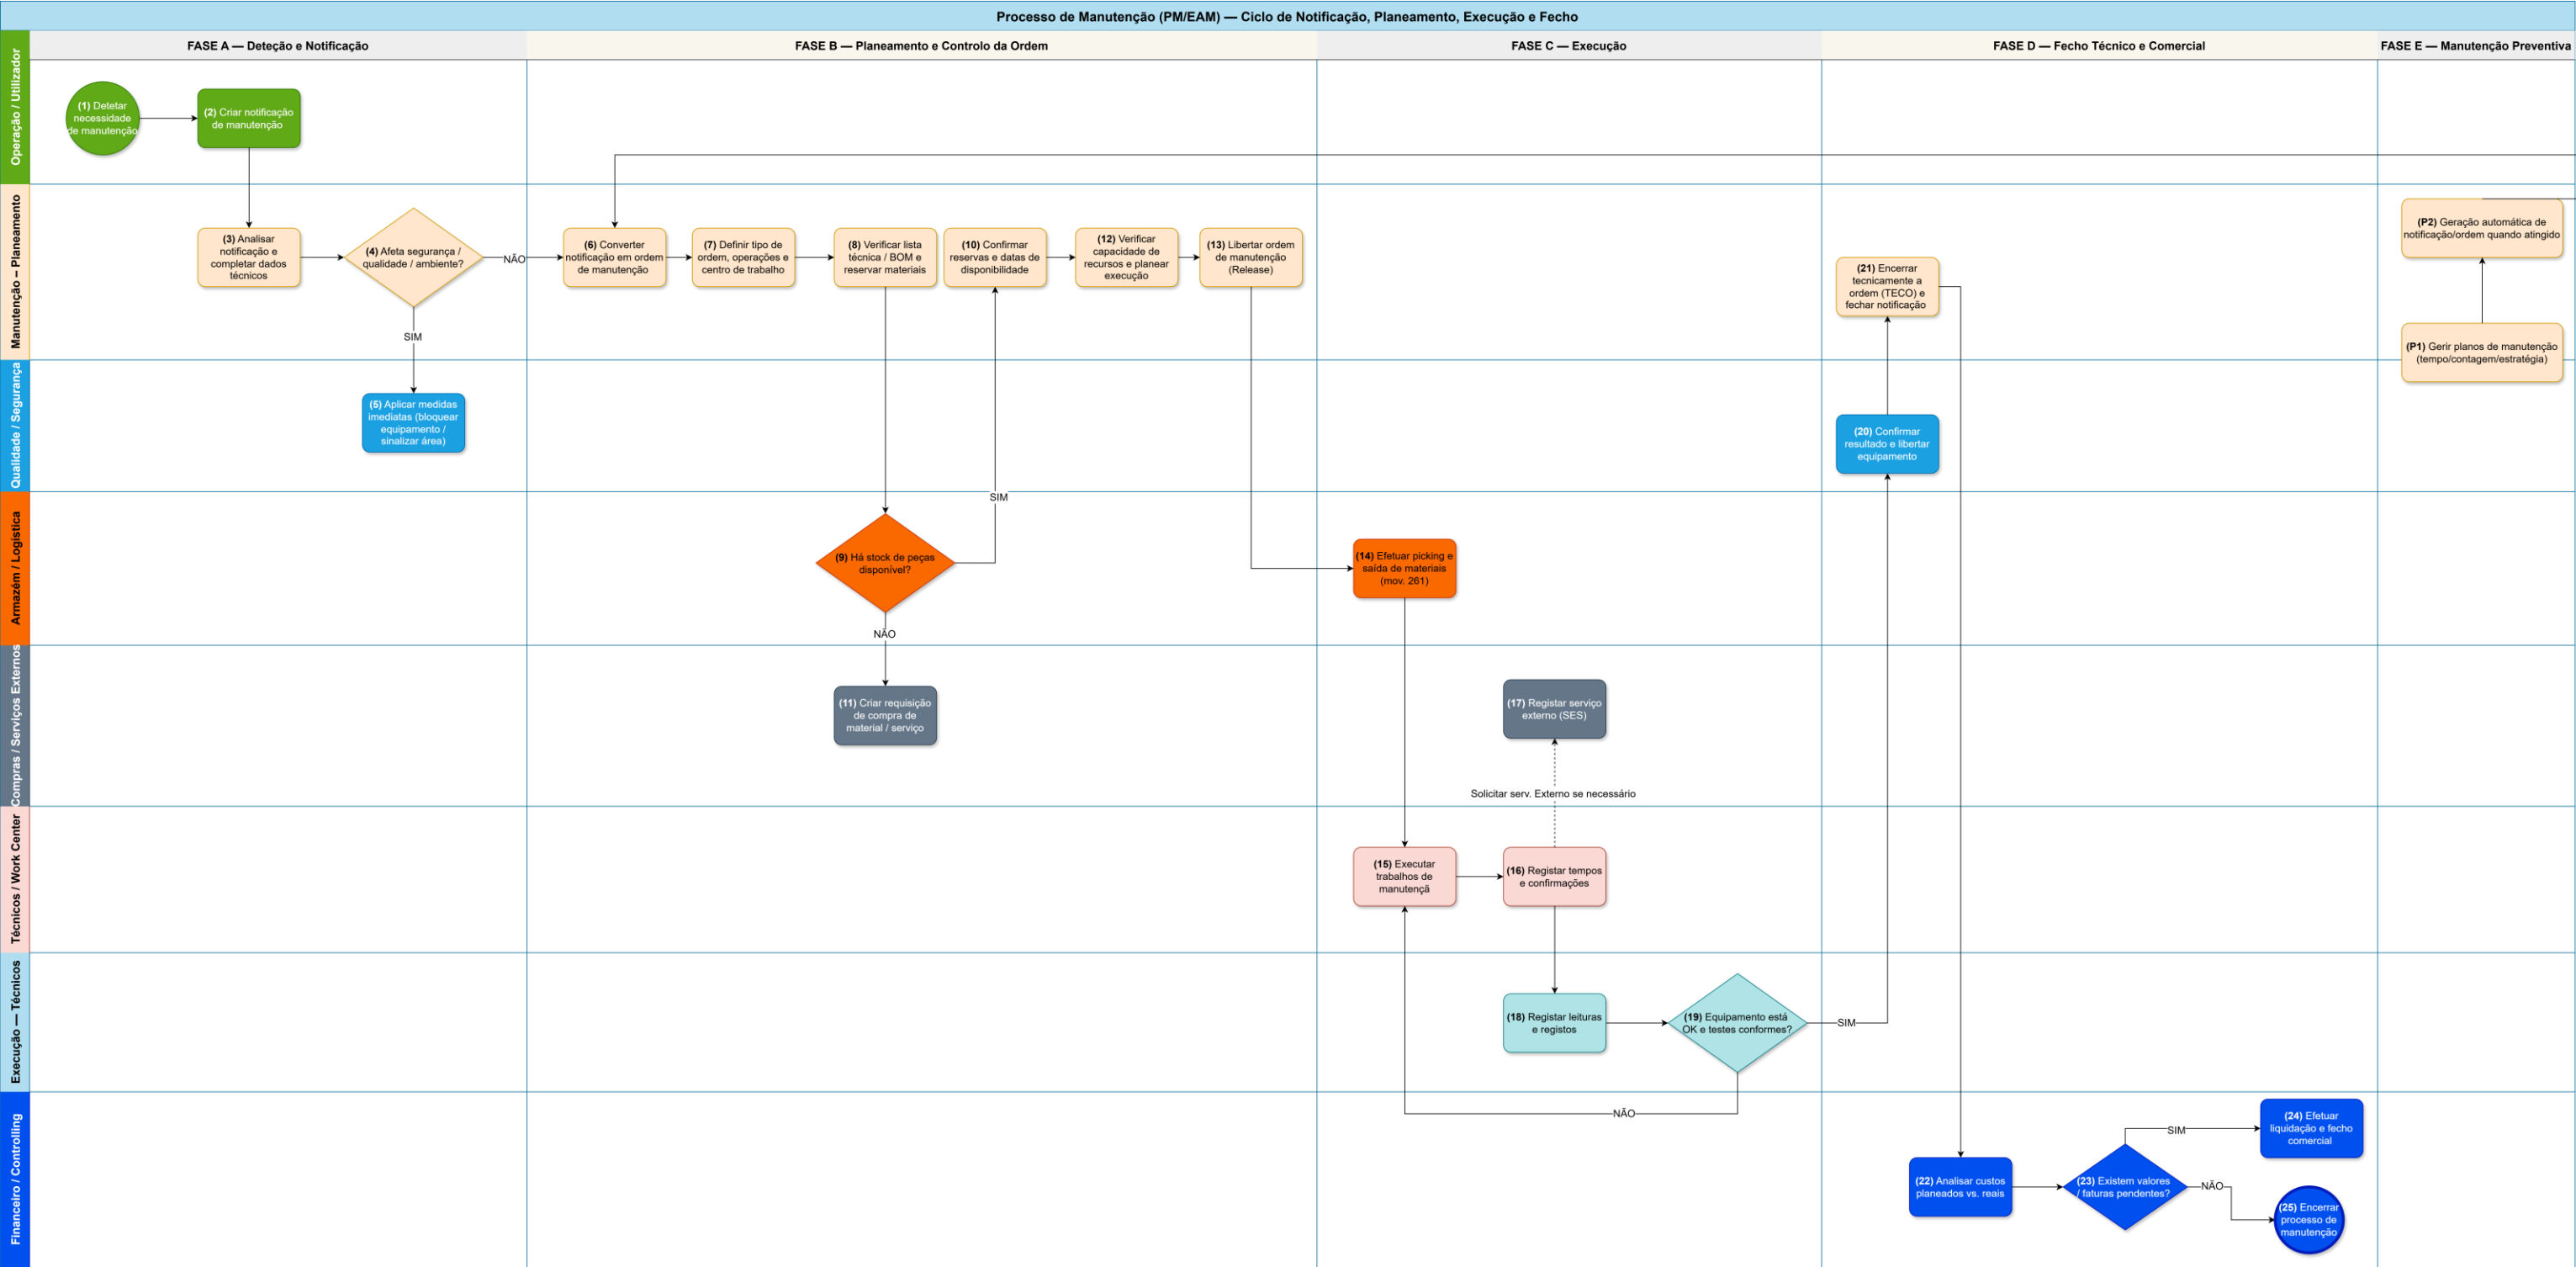 Processo de Manutenção (PM/EAM) — Ciclo de Notificação, Planeamento, Execução e Fecho
FASE A — Deteção e Notificação
FASE B — Planeamento e Controlo da Ordem
FASE C — Execução
FASE D — Fecho Técnico e Comercial
FASE E — Manutenção Preventiva
Operação / Utilizador
(1) Detetar
necessidade
de manutenção
(2) Criar notificação
de manutenção
Manutenção – Planeamento
(3) Analisar
notificação e
completar dados
técnicos
(4) Afeta segurança /
qualidade / ambiente?
NÃO
SIM
(6) Converter
notificação em ordem
de manutenção
(7) Definir tipo de
ordem, operações e
centro de trabalho
(8) Verificar lista
técnica / BOM e
reservar materiais
(10) Confirmar
reservas e datas de
disponibilidade
(12) Verificar
capacidade de
recursos e planear
execução
(13) Libertar ordem
de manutenção
(Release)
(21) Encerrar
tecnicamente a
ordem (TECO) e
fechar notificação
(P2) Geração automática de
notificação/ordem quando atingido
(P1) Gerir planos de manutenção
(tempo/contagem/estratégia)
Qualidade / Segurança
(5) Aplicar medidas
imediatas (bloquear
equipamento /
sinalizar área)
(20) Confirmar
resultado e libertar
equipamento
Armazém / Logística
SIM
(9) Há stock de peças
disponível?
NÃO
(14) Efetuar picking e
saída de materiais
(mov. 261)
Compras / Serviços Externos
(11) Criar requisição
de compra de
material / serviço
(17) Registar serviço
externo (SES)
Solicitar serv. Externo se necessário
Técnicos / Work Center
(15) Executar
trabalhos de
manutençã
(16) Registar tempos
e confirmações
Execução — Técnicos
(18) Registar leituras
e registos
(19) Equipamento está
OK e testes conformes?
SIM
NÃO
Financeiro / Controlling
(22) Analisar custos
planeados vs. reais
(23) Existem valores
/ faturas pendentes?
SIM
NÃO
(24) Efetuar
liquidação e fecho
comercial
(25) Encerrar
processo de
manutenção